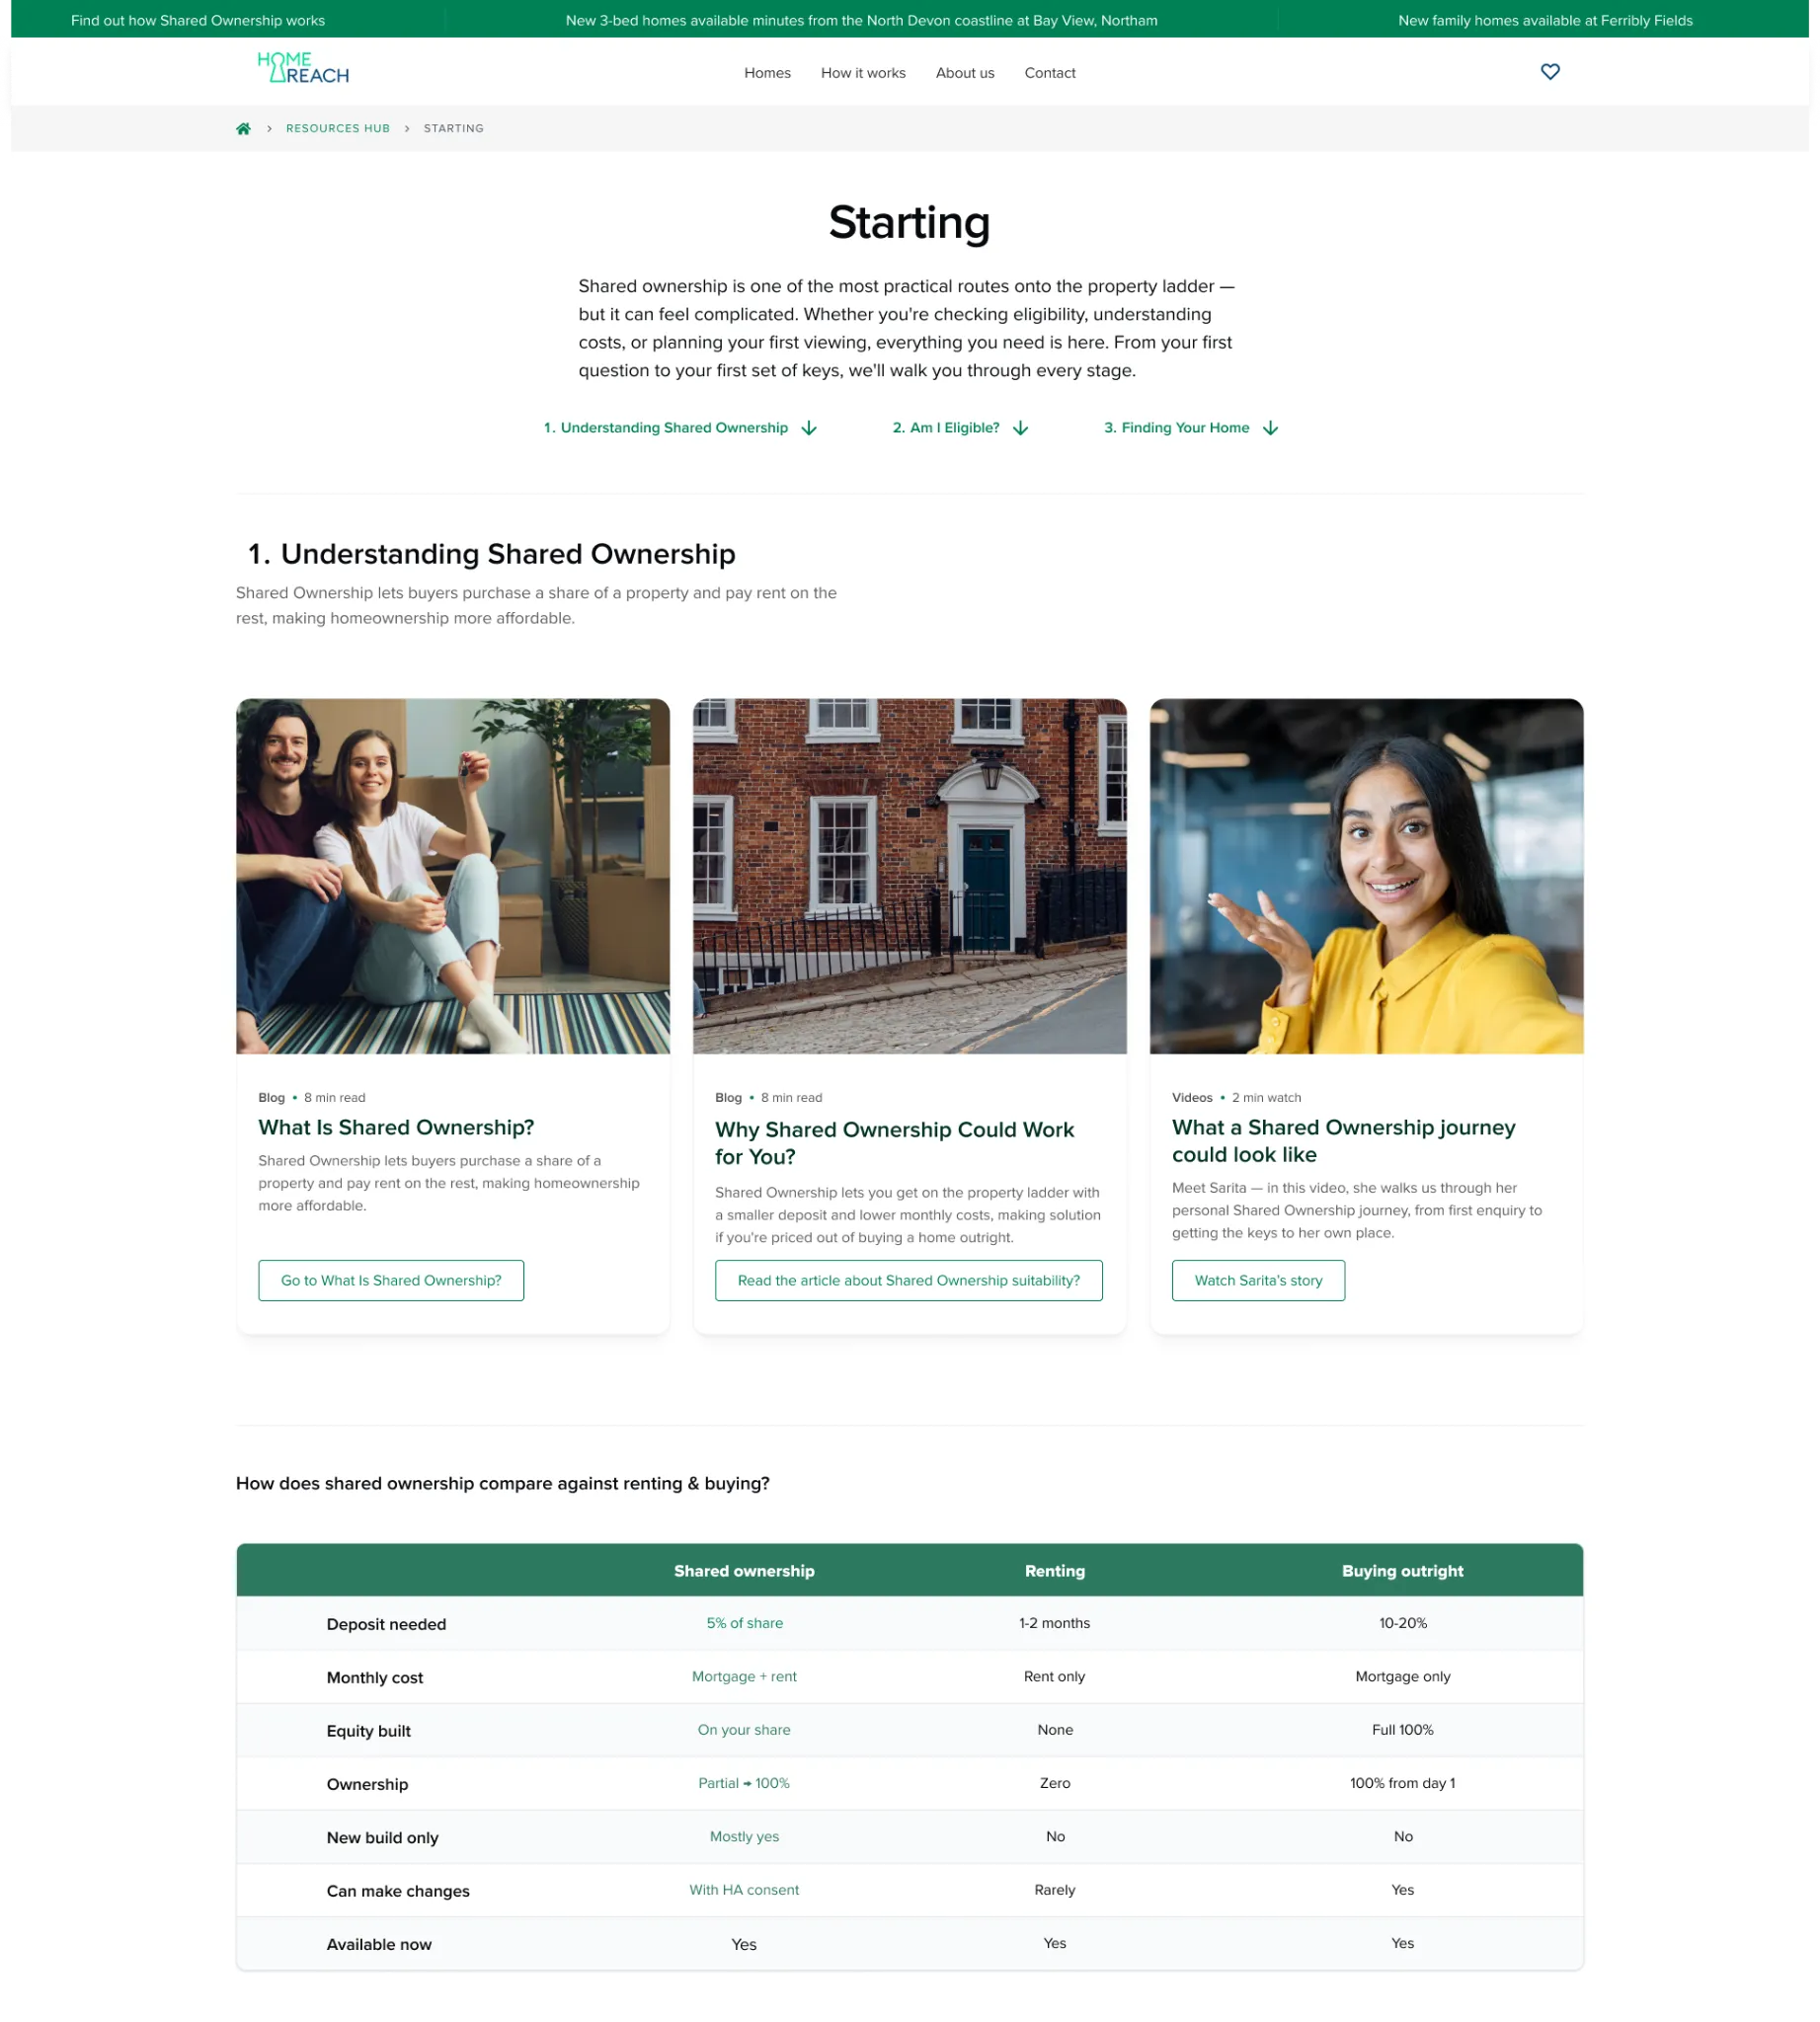 Find out how Shared Ownership works
New 3-bed homes available minutes from the North Devon coastline at Bay View, Northam
New family homes available at Ferribly Fields
HOME
REACH
Homes
How it works
About us
Contact
RESOURCES HUB
STARTING
Starting
Shared ownership is one of the most practical routes onto the property ladder —
but it can feel complicated. Whether you're checking eligibility, understanding
costs, or planning your first viewing, everything you need is here. From your first
question to your first set of keys, we'll walk you through every stage.
1. Understanding Shared Ownership
2. Am I Eligible?
3. Finding Your Home
1. Understanding Shared Ownership
Shared Ownership lets buyers purchase a share of a property and pay rent on the
rest, making homeownership more affordable.
Blog • 8 min read
What Is Shared Ownership?
Shared Ownership lets buyers purchase a share of a
property and pay rent on the rest, making homeownership
more affordable.
Go to What Is Shared Ownership?
Blog • 8 min read
Why Shared Ownership Could Work
for You?
Shared Ownership lets you get on the property ladder with
a smaller deposit and lower monthly costs, making solution
if you're priced out of buying a home outright.
Read the article about Shared Ownership suitability?
Videos • 2 min watch
What a Shared Ownership journey
could look like
Meet Sarita — in this video, she walks us through her
personal Shared Ownership journey, from first enquiry to
getting the keys to her own place.
Watch Sarita's story
How does shared ownership compare against renting & buying?
Shared ownership Renting Buying outright
Deposit needed 5% of share 1-2 months 10-20%
Monthly cost Mortgage + rent Rent only Mortgage only
Equity built On your share None Full 100%
Ownership Partial → 100% Zero 100% from day 1
New build only Mostly yes No No
Can make changes With HA consent Rarely Yes
Available now Yes Yes Yes